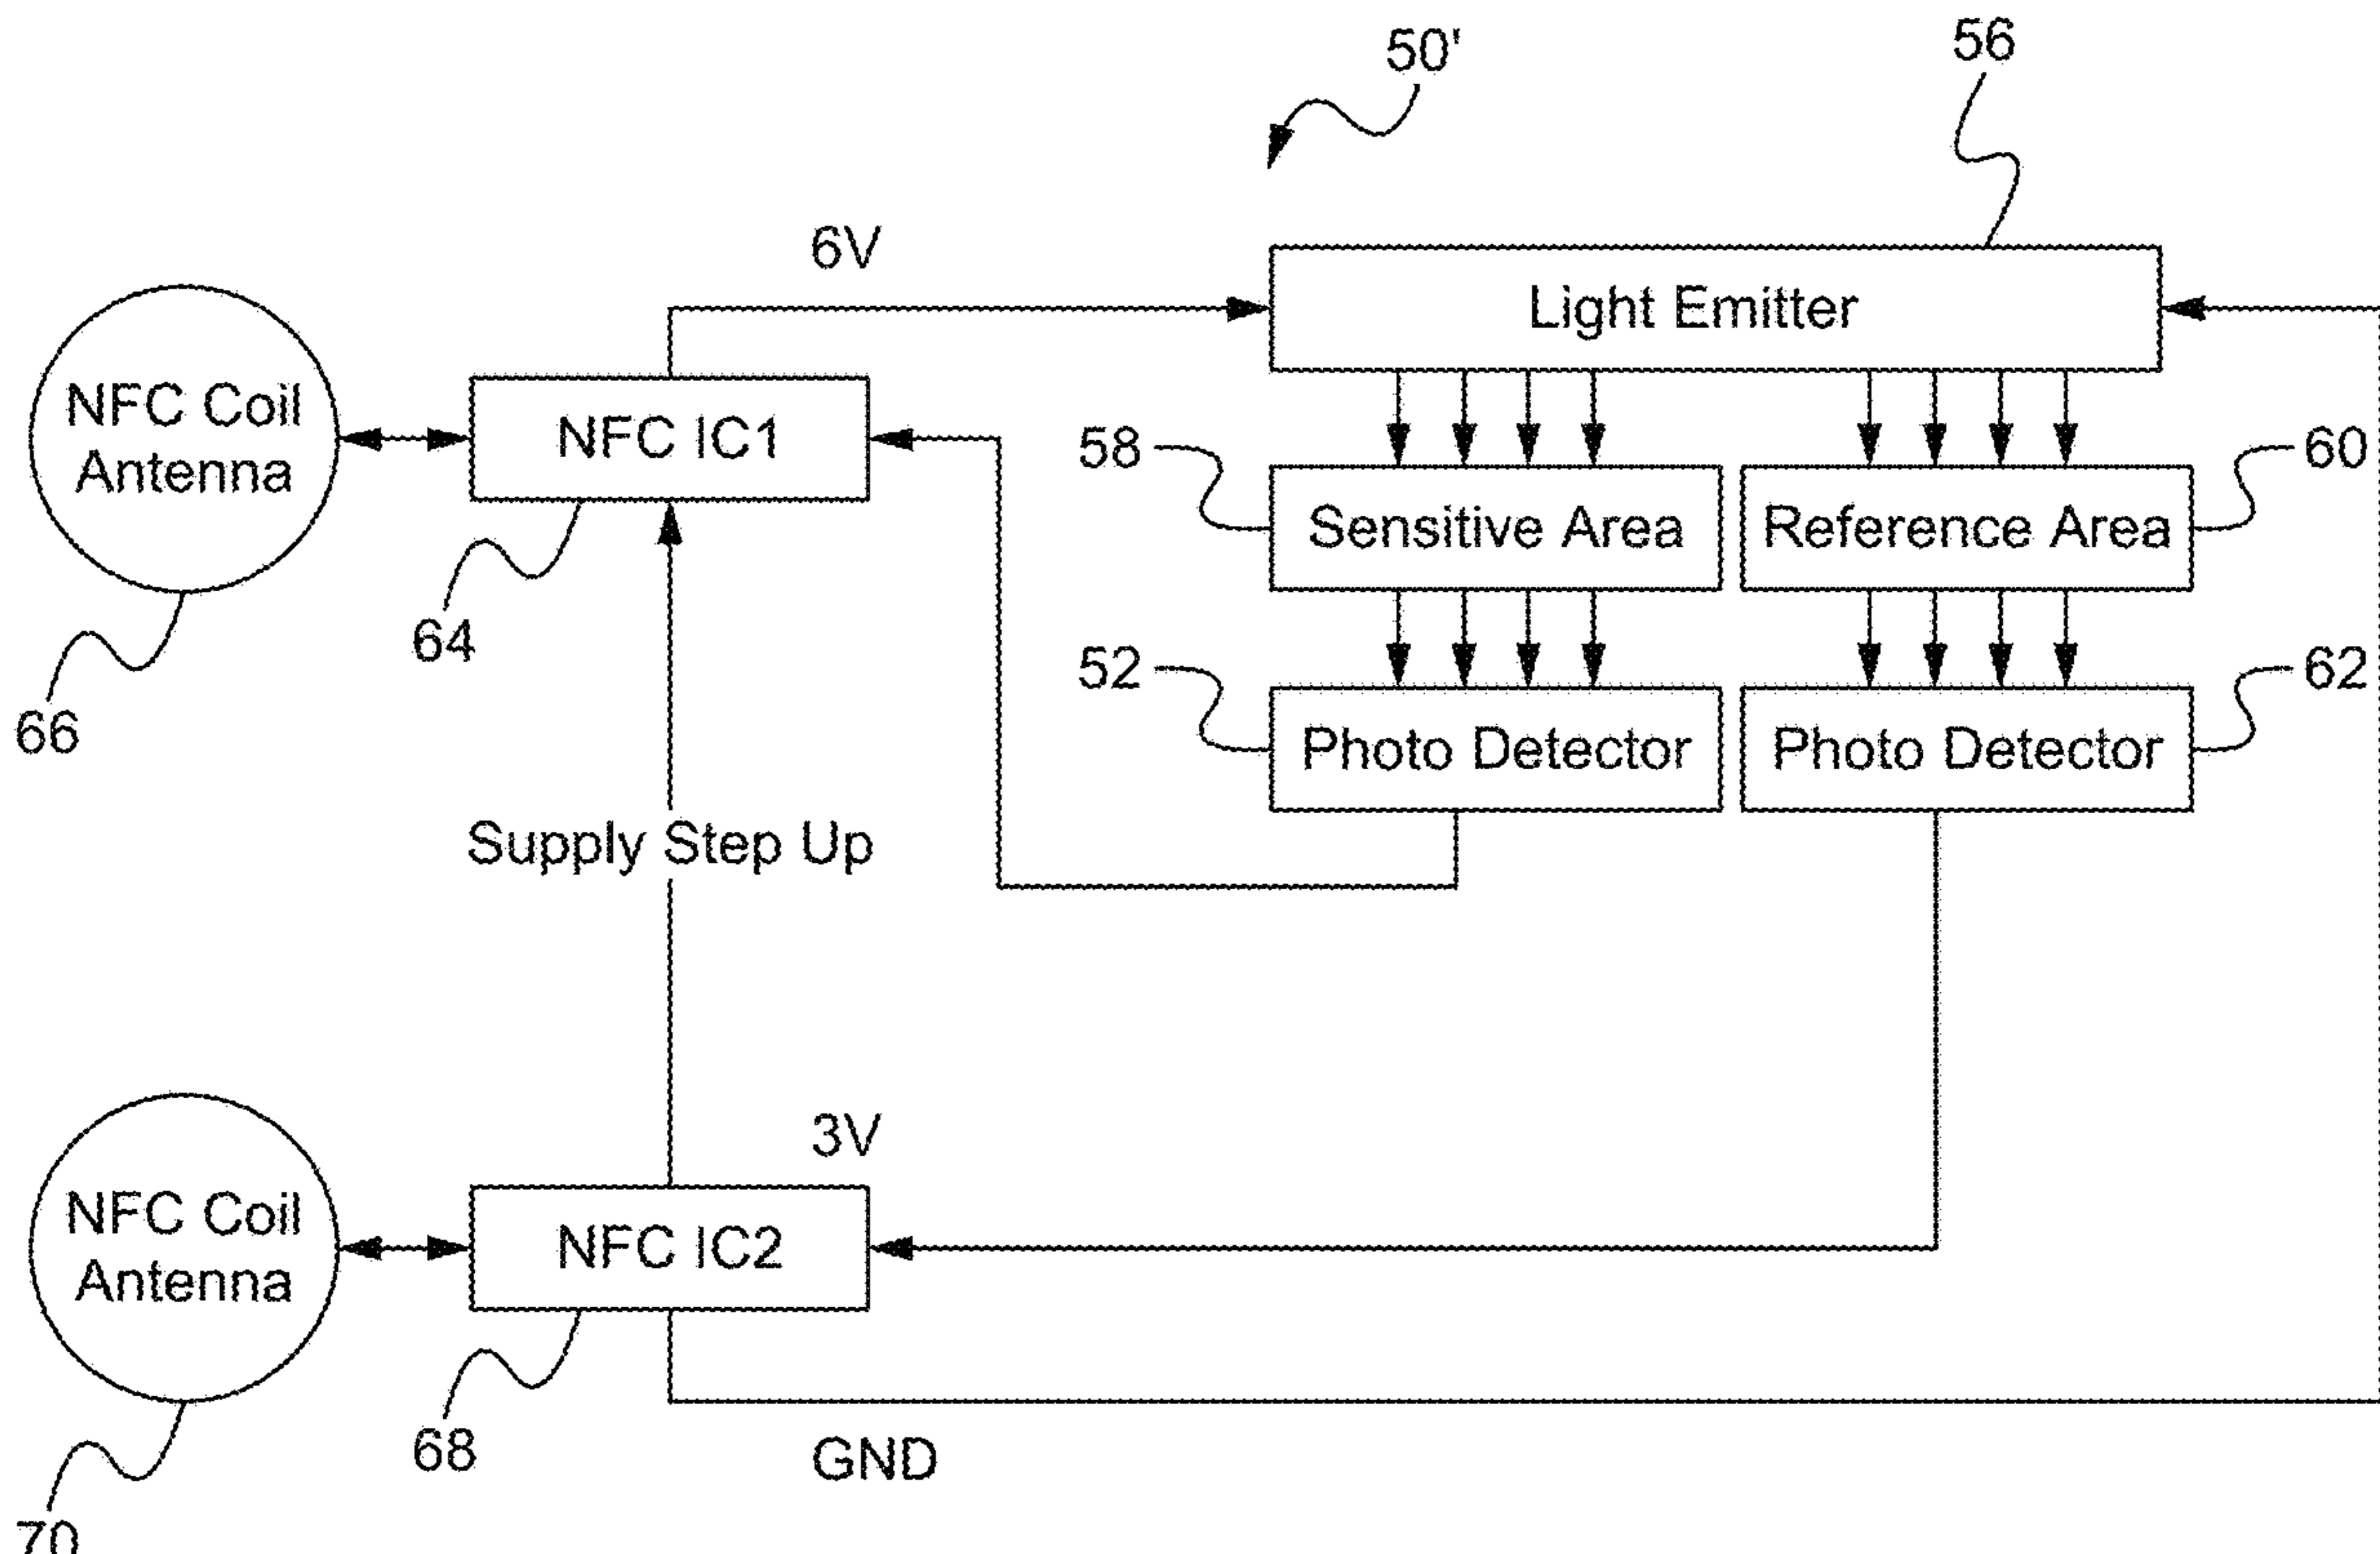 50'
56
6V
Light Emitter
NFC Coil
Antenna
NFC IC1
58
60
Sensitive Area
Reference Area
64
66
52
62
Photo Detector
Photo Detector
Supply Step Up
3V
NFC Coil
Antenna
NFC IC2
68
GND
70